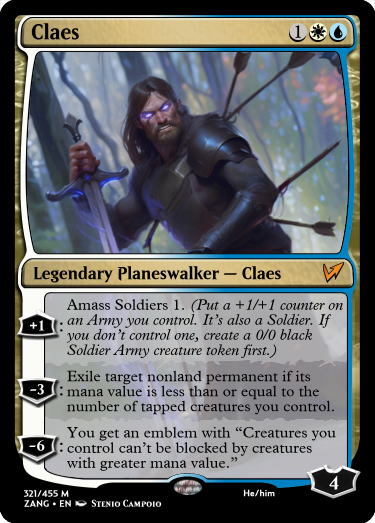 Claes 1
Legendary Planeswalker — Claes
+1: Amass Soldiers 1. (Put a +1/+1 counter on
an Army you control. It's also a Soldier. If
you don't control one, create a 0/0 black
Soldier Army creature token first.)
-3: Exile target nonland permanent if its
mana value is less than or equal to the
number of tapped creatures you control.
-6: You get an emblem with “Creatures you
control can't be blocked by creatures
with greater mana value.”
4
321/455 M He/him
ZANG • EN Stenio Campoio